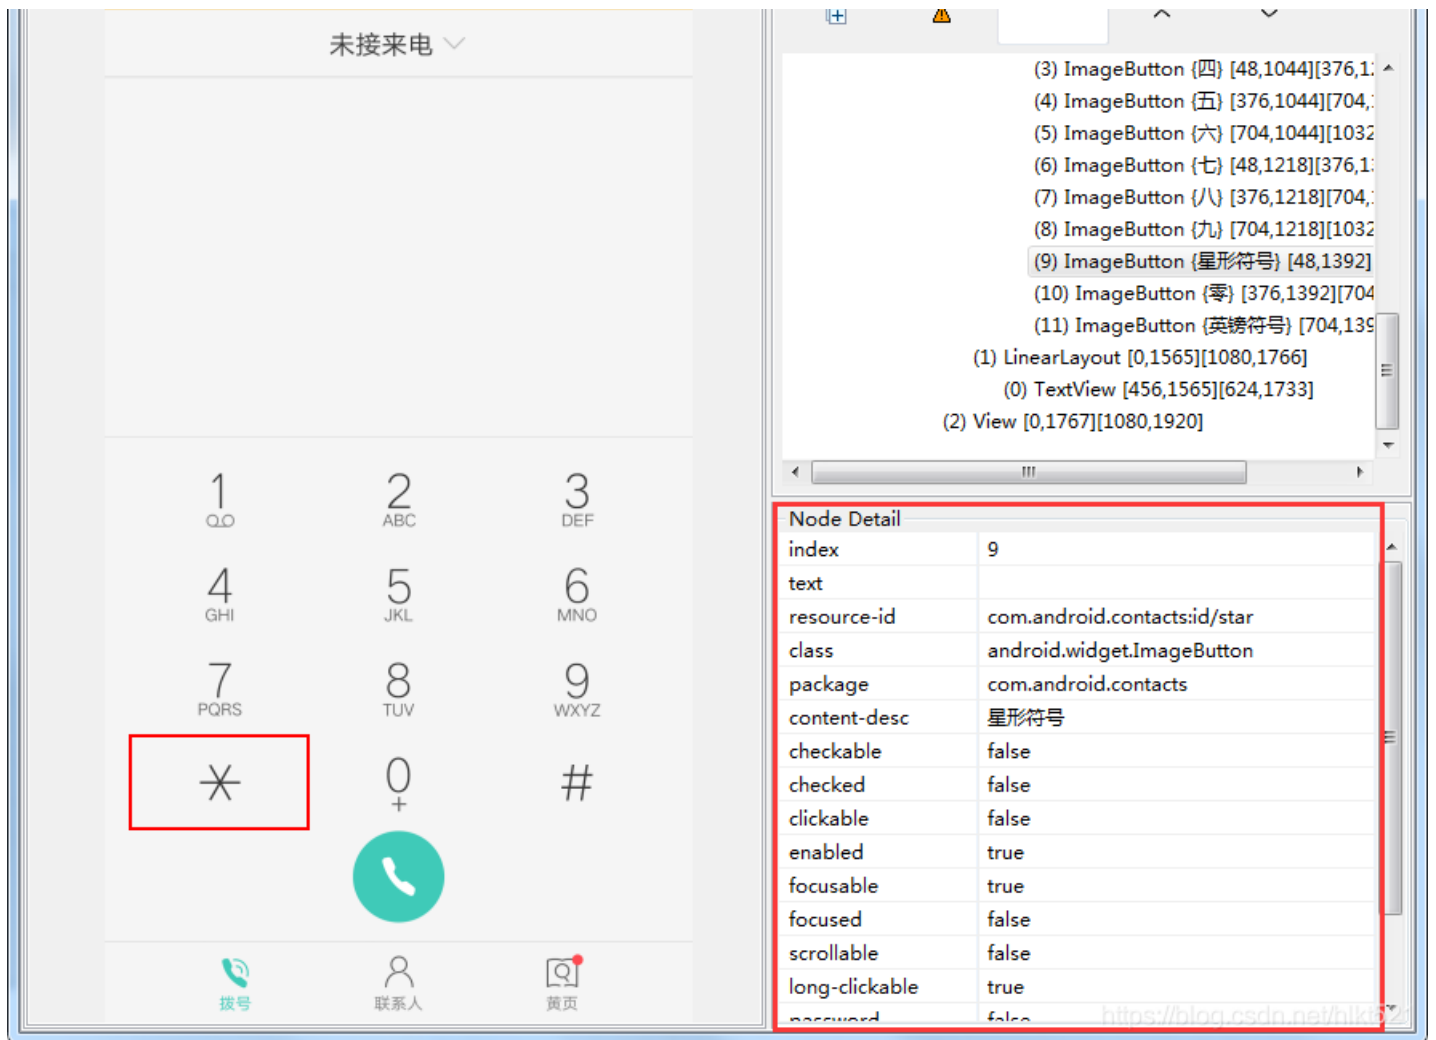 未接来电
1
2
ABC
3
DEF
4
GHI
5
JKL
6
MNO
7
PQRS
8
TUV
9
WXYZ
0
+
#
拨号
联系人
黄页
(3) ImageButton {四} [48,1044][376,1
(4) ImageButton {五} [376,1044][704,
(5) ImageButton {六} [704,1044][1032
(6) ImageButton {七} [48,1218][376,1
(7) ImageButton {八} [376,1218][704,
(8) ImageButton {九} [704,1218][1032
(9) ImageButton {星形符号} [48,1392]
(10) ImageButton {零} [376,1392][704
(11) ImageButton {英镑符号} [704,139
(1) LinearLayout [0,1565][1080,1766]
(0) TextView [456,1565][624,1733]
(2) View [0,1767][1080,1920]
Node Detail
index 9
text
resource-id com.android.contacts:id/star
class android.widget.ImageButton
package com.android.contacts
content-desc 星形符号
checkable false
checked false
clickable false
enabled true
focusable true
focused false
scrollable false
long-clickable true
password false